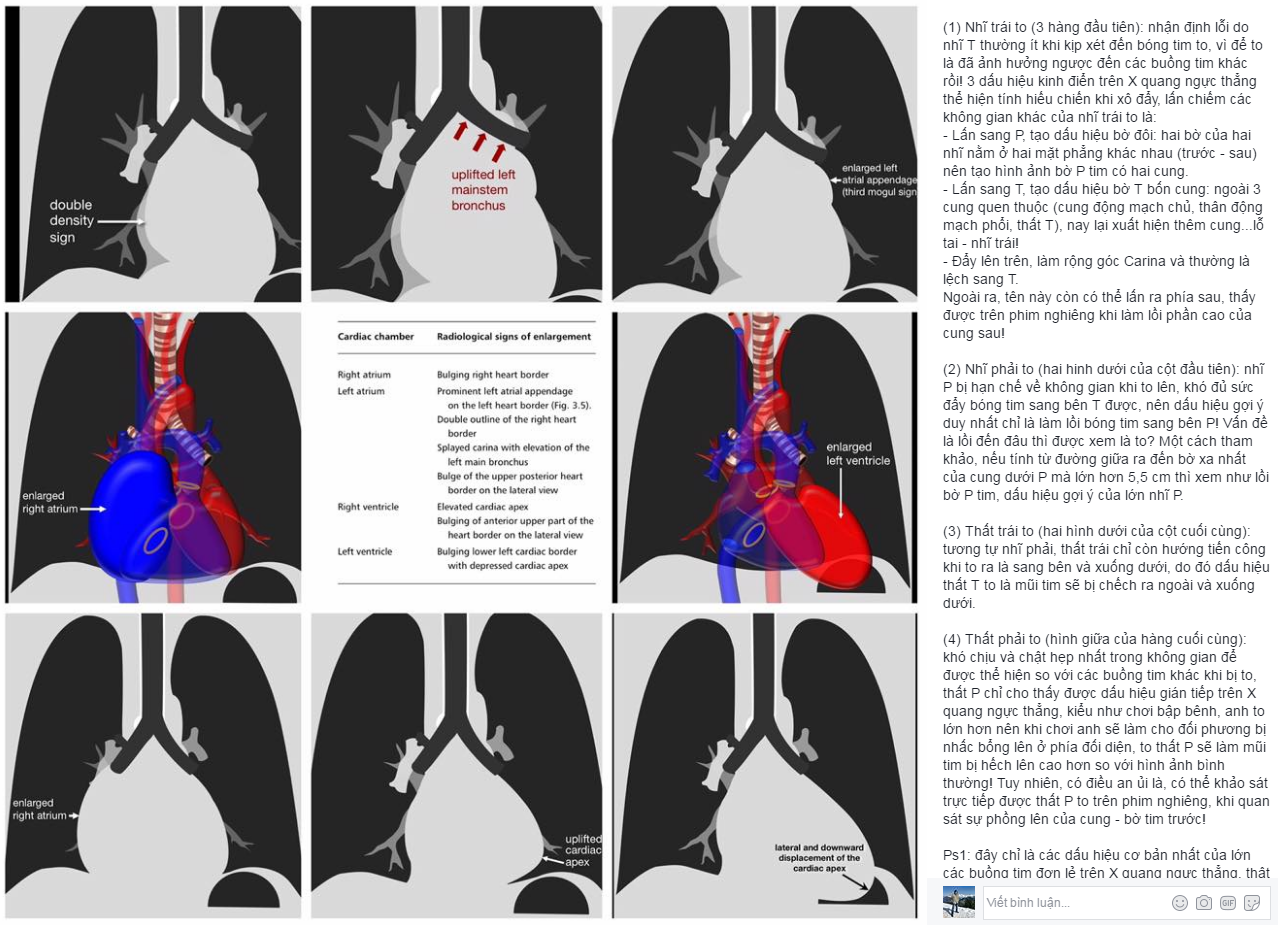 double
density
sign
uplifted left
mainstem
bronchus
enlarged left
atrial appendage
(third mogul sign
enlarged
right atrium
Cardiac chamber Radiological signs of enlargement
Right atrium Bulging right heart border
Left atrium Prominent left atrial appendage
on the left heart border (Fig. 3.5).
Double outline of the right heart
border
Splayed carina with elevation of the
left main bronchus
Bulge of the upper posterior heart
border on the lateral view
Right ventricle Elevated cardiac apex
Bulging of anterior upper part of the
heart border on the lateral view
Left ventricle Bulging lower left cardiac border
with depressed cardiac apex
enlarged
left ventricle
enlarged
right atrium
uplifted
cardiac
apex
lateral and downward
displacement of the
cardiac apex
(1) Nhĩ trái to (3 hàng đầu tiên): nhận định lỗi do
nhĩ T thường ít khi kịp xét đến bóng tim to, vì để to
là đã ảnh hưởng ngược đến các buồng tim khác
rồi! 3 dấu hiệu kinh điển trên X quang ngực thẳng
thể hiện tính hiếu chiến khi xô đẩy, lấn chiếm các
không gian khác của nhĩ trái to là:
- Lấn sang P, tạo dấu hiệu bờ đôi: hai bờ của hai
nhĩ nằm ở hai mặt phẳng khác nhau (trước - sau)
nên tạo hình ảnh bờ P tim có hai cung.
- Lấn sang T, tạo dấu hiệu bờ T bốn cung: ngoài 3
cung quen thuộc (cung động mạch chủ, thân động
mạch phổi, thất T), nay lại xuất hiện thêm cung...lỗ
tai - nhĩ trái!
- Đẩy lên trên, làm rộng góc Carina và thường là
lệch sang T.
Ngoài ra, tên này còn có thể lấn ra phía sau, thấy
được trên phim nghiêng khi làm lồi phần cao của
cung sau!
(2) Nhĩ phải to (hai hinh dưới của cột đầu tiên): nhĩ
P bị hạn chế về không gian khi to lên, khó đủ sức
đẩy bóng tim sang bên T được, nên dấu hiệu gợi ý
duy nhất chỉ là làm lồi bóng tim sang bên P! Vấn đề
là lồi đến đâu thì được xem là to? Một cách tham
khảo, nếu tính từ đường giữa ra đến bờ xa nhất
của cung dưới P mà lớn hơn 5,5 cm thì xem như lồi
bờ P tim, dấu hiệu gợi ý của lớn nhĩ P.
(3) Thất trái to (hai hình dưới của cột cuối cùng):
tương tự nhĩ phải, thất trái chỉ còn hướng tiến công
khi to ra là sang bên và xuống dưới, do đó dấu hiệu
thất T to là mũi tim sẽ bị chếch ra ngoài và xuống
dưới.
(4) Thất phải to (hình giữa của hàng cuối cùng):
khó chịu và chật hẹp nhất trong không gian để
được thể hiện so với các buồng tim khác khi bị to,
thất P chỉ cho thấy được dấu hiệu gián tiếp trên X
quang ngực thẳng, kiểu như chơi bập bênh, anh to
lớn hơn nên khi chơi anh sẽ làm cho đối phương bị
nhấc bổng lên ở phía đối diện, to thất P sẽ làm mũi
tim bị hếch lên cao hơn so với hình ảnh bình
thường! Tuy nhiên, có điều an ủi là, có thể khảo sát
trực tiếp được thất P to trên phim nghiêng, khi quan
sát sự phồng lên của cung - bờ tim trước!
Ps1: đây chỉ là các dấu hiệu cơ bản nhất của lớn
các buồng tim đơn lẻ trên X quang ngực thẳng, thật
Viết bình luận...
GIF